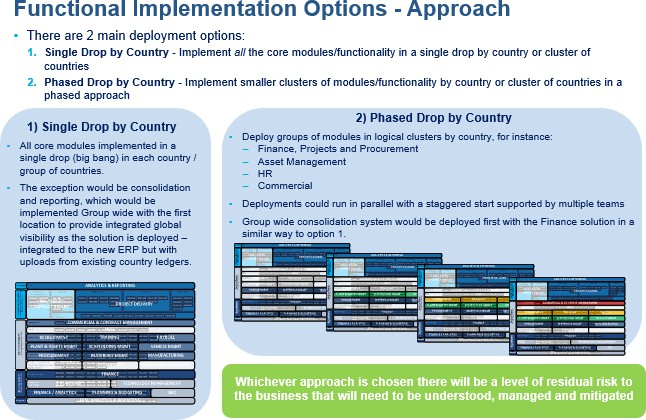 Functional Implementation Options - Approach
• There are 2 main deployment options:
1. Single Drop by Country - Implement all the core modules/functionality in a single drop by country or cluster of
countries
2. Phased Drop by Country - Implement smaller clusters of modules/functionality by country or cluster of countries in a
phased approach
1) Single Drop by Country
• All core modules implemented in a
single drop (big bang) in each country /
group of countries.
• The exception would be consolidation
and reporting, which would be
implemented Group wide with the first
location to provide integrated global
visibility as the solution is deployed –
integrated to the new ERP but with
uploads from existing country ledgers.
ANALYTICS & REPORTING
PROJECT DELIVERY
COMMERCIAL & CONTRACT MANAGEMENT
RECRUITMENT TRAINING PAYROLL
PLANT & ASSET MGMT SCAFFOLDING MGMT VEHICLE MGMT
PROCUREMENT INVENTORY MGMT MANUFACTURING
FINANCE
TECHNOLOGY MANAGEMENT
FINANCE / ANALYTICS PLANNING & BUDGETING
2) Phased Drop by Country
• Deploy groups of modules in logical clusters by country, for instance:
– Finance, Projects and Procurement
– Asset Management
– HR
– Commercial
• Deployments could run in parallel with a staggered start supported by multiple teams
• Group wide consolidation system would be deployed first with the Finance solution in a
similar way to option 1.
Whichever approach is chosen there will be a level of residual risk to
the business that will need to be understood, managed and mitigated